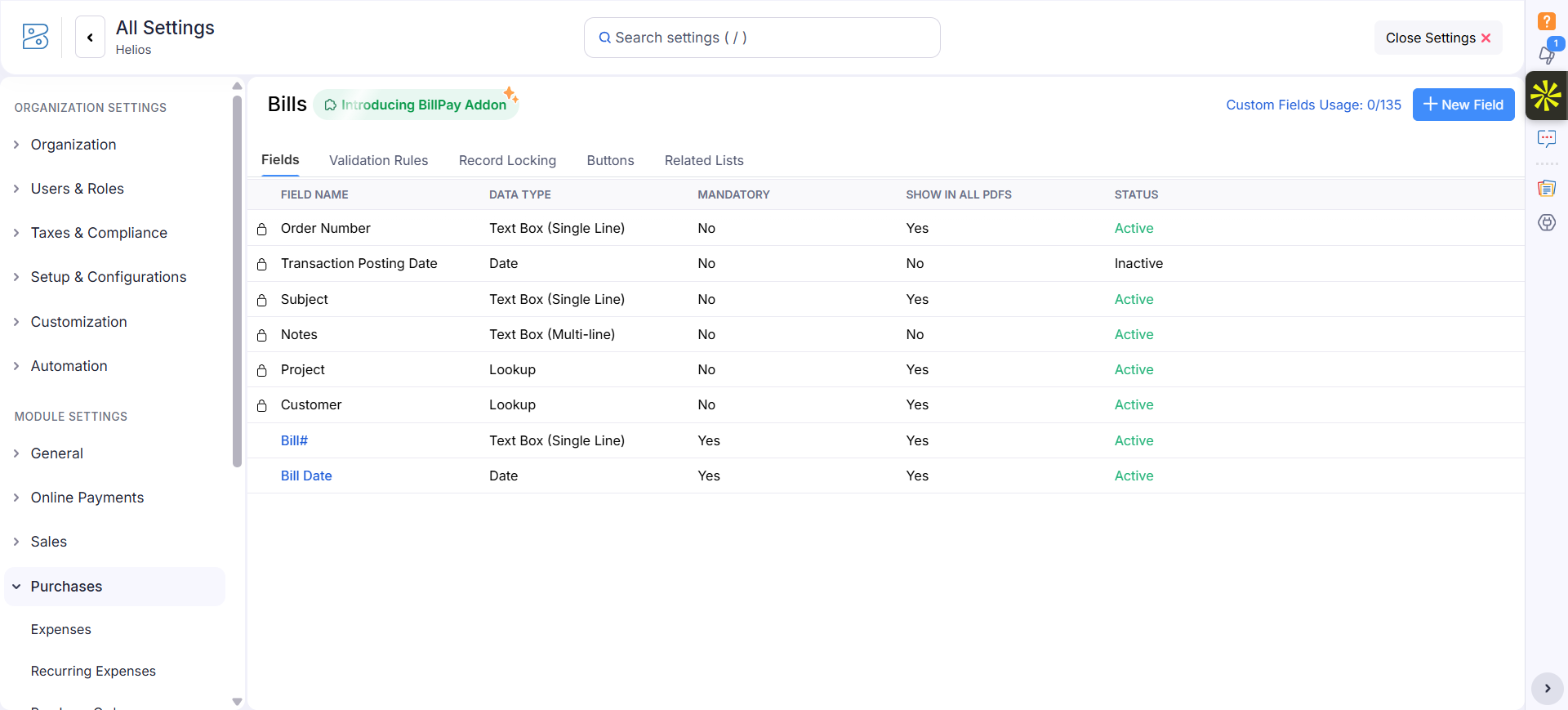 All Settings
Helios
Search settings ( / )
Close Settings
?
1
ORGANIZATION SETTINGS
Organization
Users & Roles
Taxes & Compliance
Setup & Configurations
Customization
Automation
MODULE SETTINGS
General
Online Payments
Sales
Purchases
Expenses
Recurring Expenses
Bills
Introducing BillPay Addon
Custom Fields Usage: 0/135
New Field
Fields Validation Rules Record Locking Buttons Related Lists
FIELD NAME DATA TYPE MANDATORY SHOW IN ALL PDFS STATUS
Order Number Text Box (Single Line) No Yes Active
Transaction Posting Date Date No No Inactive
Subject Text Box (Single Line) No Yes Active
Notes Text Box (Multi-line) No No Active
Project Lookup No Yes Active
Customer Lookup No Yes Active
Bill# Text Box (Single Line) Yes Yes Active
Bill Date Date Yes Yes Active